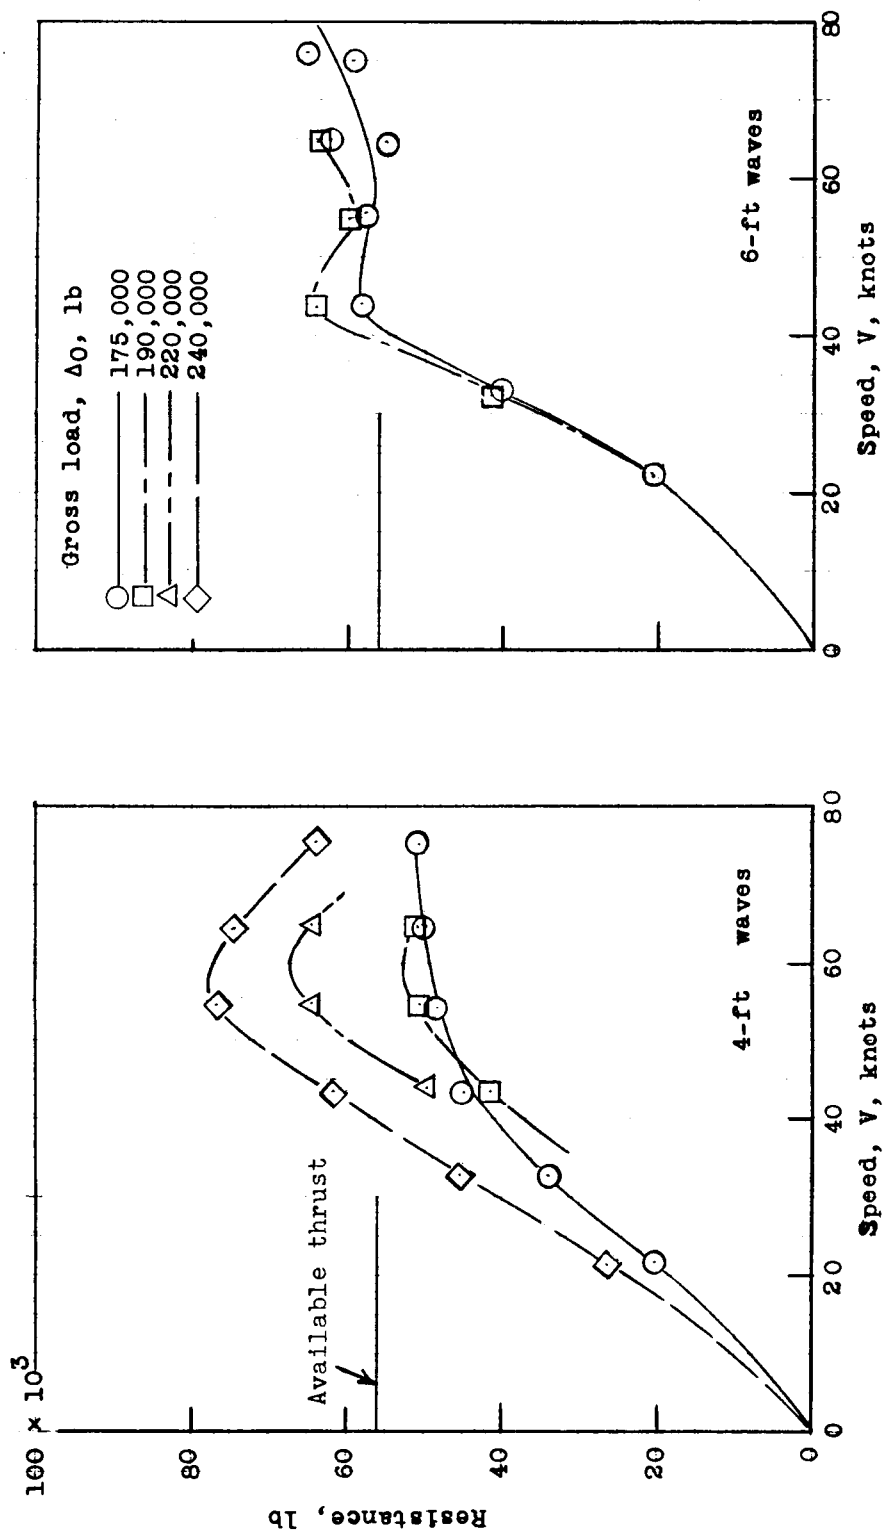 100 × 10³
80
60
40
20
0
Resistance, lb
Available thrust
4-ft waves
0
20
40
60
80
Speed, V, knots
Gross load, Δ₀, lb
175,000
190,000
220,000
240,000
6-ft waves
0
20
40
60
80
Speed, V, knots